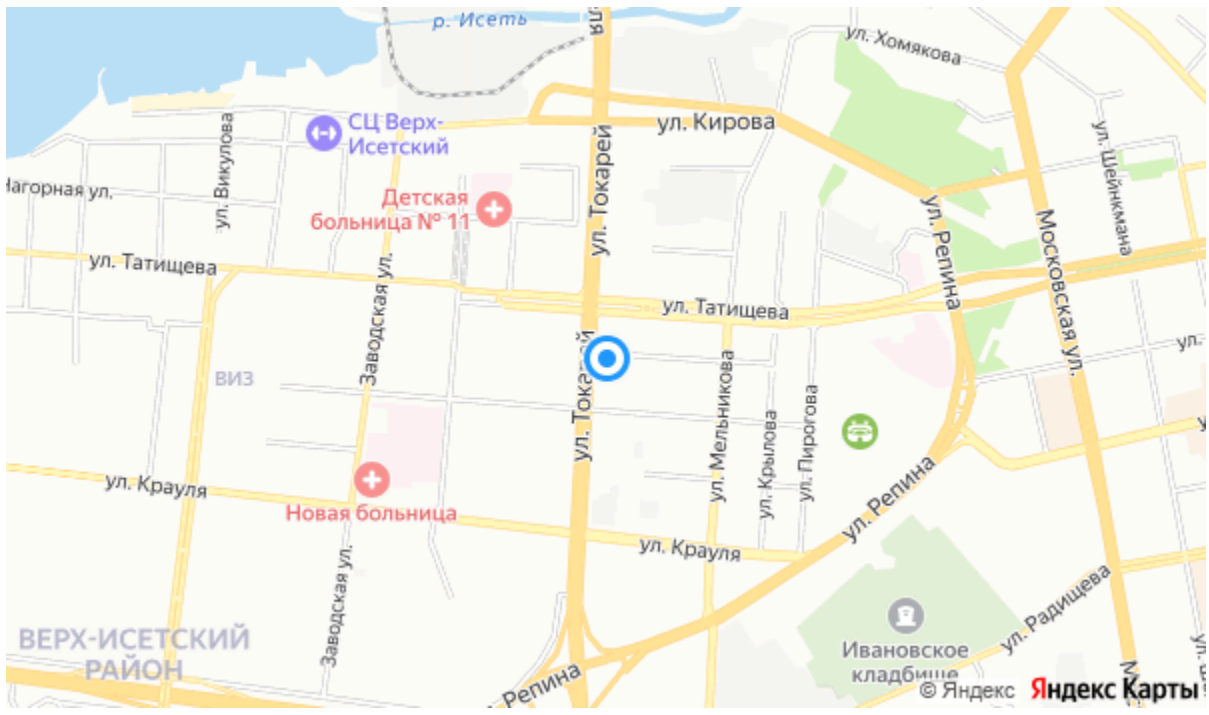 р. Исеть
ля
ул. Хомякова
СЦ Верх-
Исетский
ул. Кирова
ул. Викулова
ул. Токарей
ул. Шейнкмана
Нагорная ул.
Детская
больница № 11
ул. Репина
Московская ул.
ул. Татищева
Заводская ул.
ул. Татищева
ул. Токарей
ул.
ВИЗ
ул. Мельникова
ул. Крылова
ул. Пирогова
ул. Крауля
Новая больница
ул. Репина
ул. Крауля
Заводская ул.
ул. Радищева
ВЕРХ-ИСЕТСКИЙ
РАЙОН
Ивановское
кладбище
Репина
© Яндекс Яндекс Карты